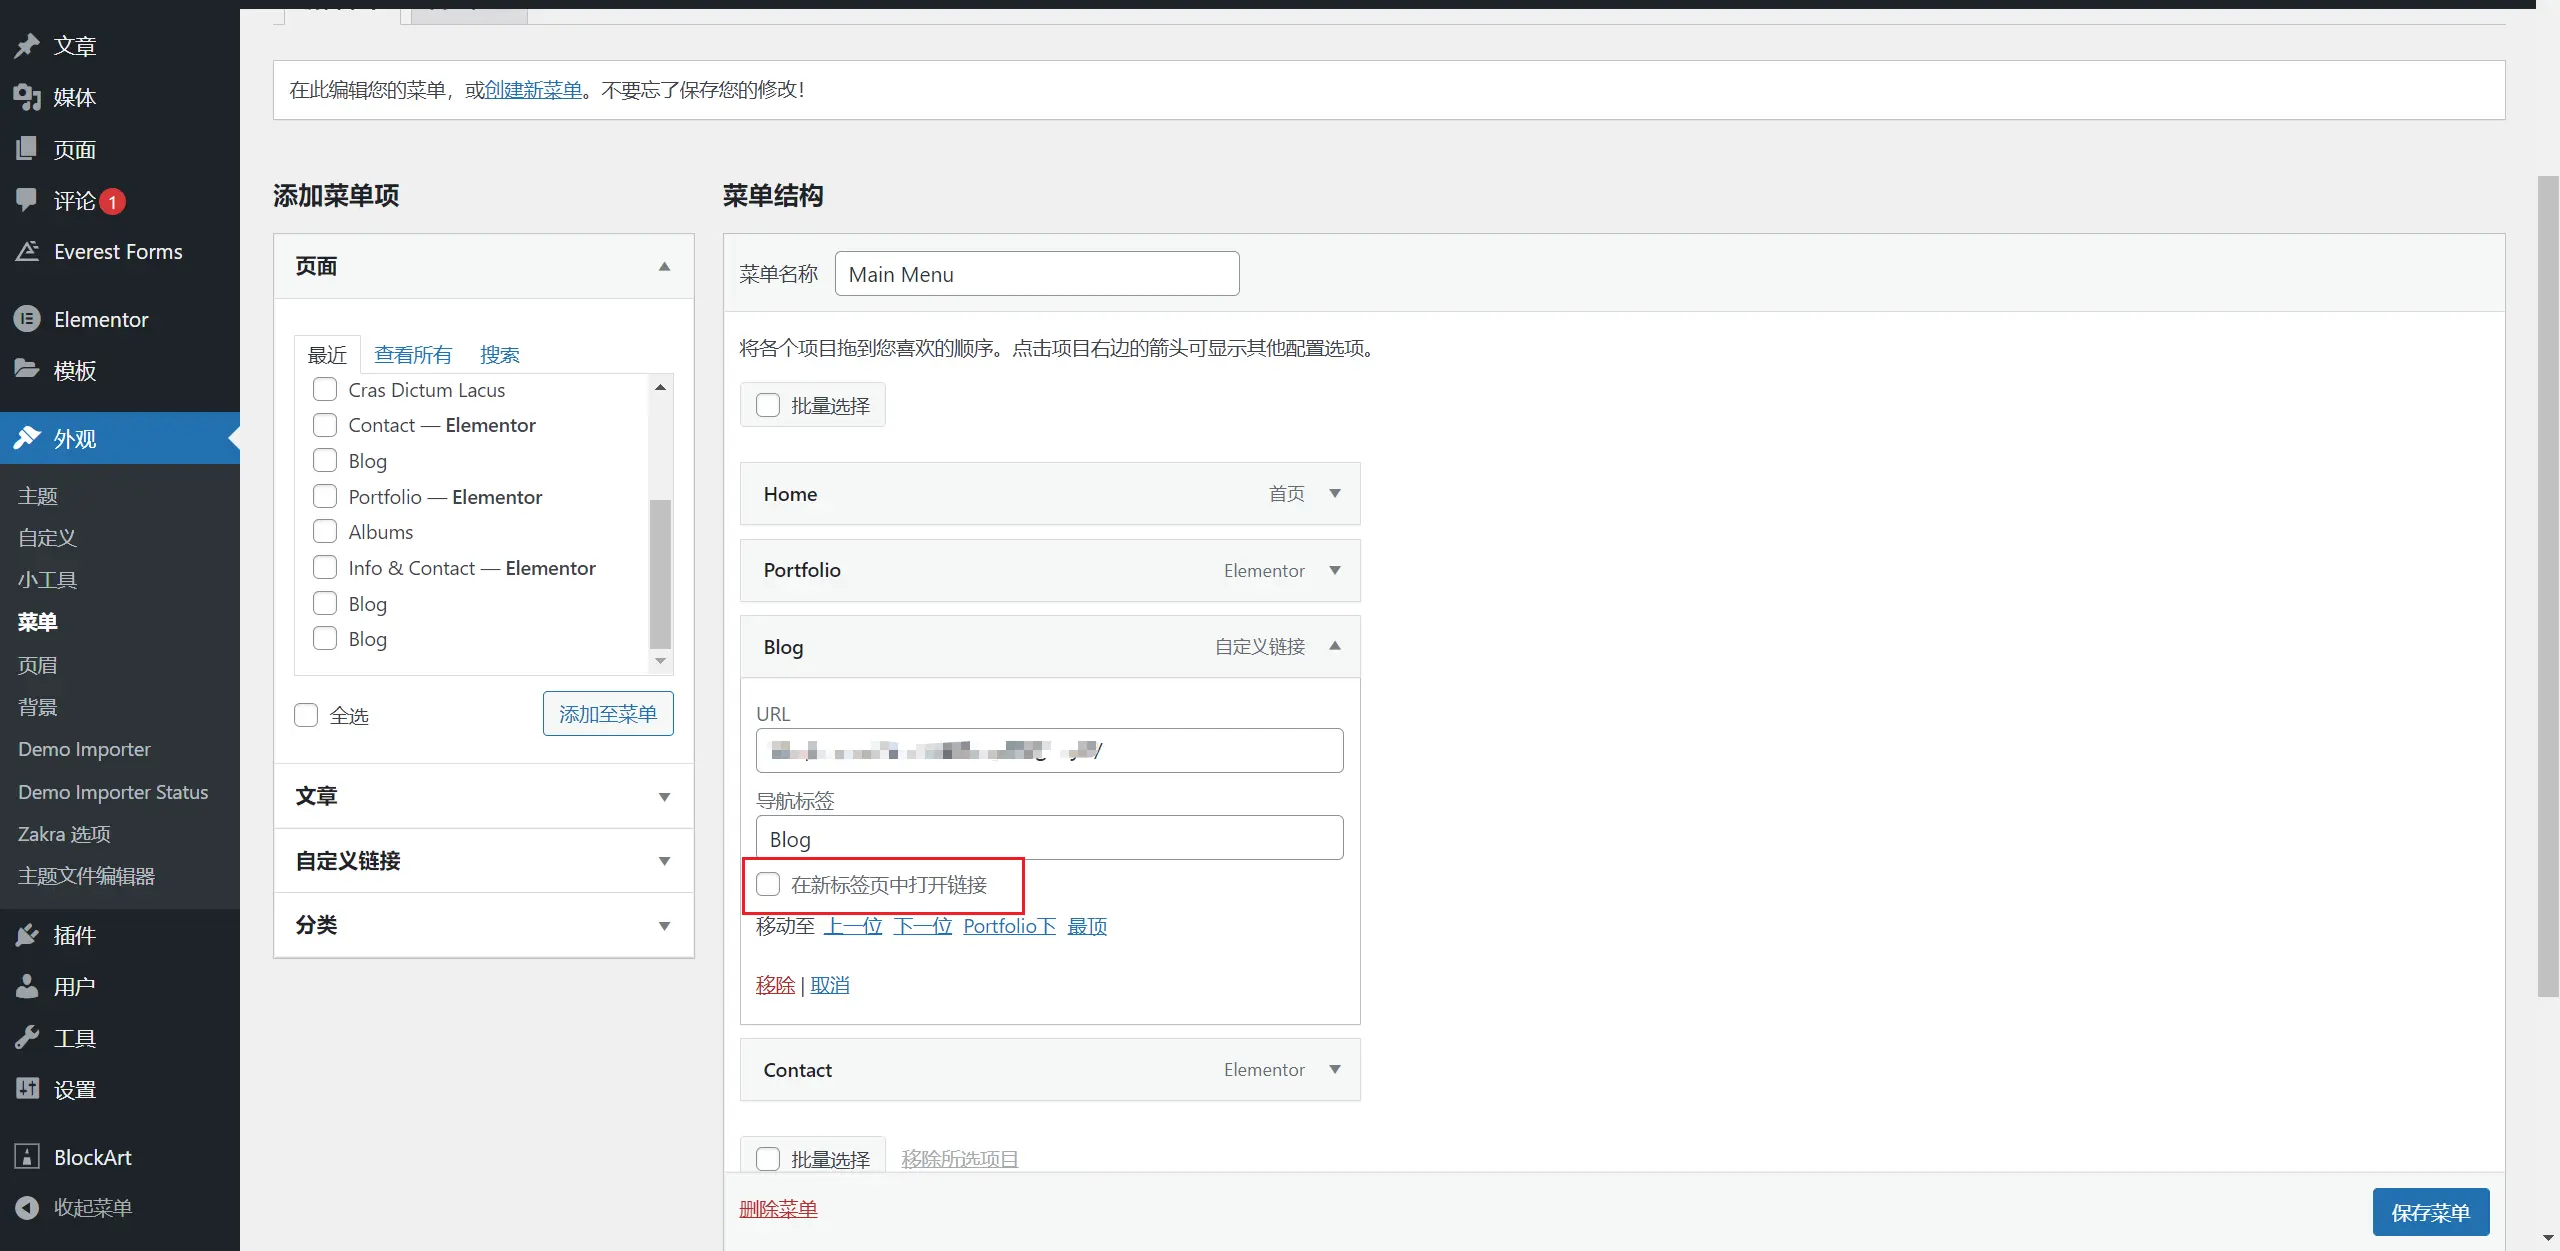 文章
媒体
页面
评论 1
Everest Forms
Elementor
模板
外观
主题
自定义
小工具
菜单
页眉
背景
Demo Importer
Demo Importer Status
Zakra 选项
主题文件编辑器
插件
用户
工具
设置
BlockArt
收起菜单
在此编辑您的菜单，或创建新菜单。不要忘了保存您的修改！
添加菜单项
页面
最近 查看所有 搜索
Cras Dictum Lacus
Contact — Elementor
Blog
Portfolio — Elementor
Albums
Info & Contact — Elementor
Blog
Blog
全选 添加至菜单
文章
自定义链接
分类
菜单结构
菜单名称 Main Menu
将各个项目拖到您喜欢的顺序。点击项目右边的箭头可显示其他配置选项。
批量选择
Home 首页
Portfolio Elementor
Blog 自定义链接
URL
/
导航标签
Blog
在新标签页中打开链接
移动至 上一位 下一位 Portfolio下 最顶
移除 | 取消
Contact Elementor
批量选择 移除所选项目
删除菜单 保存菜单